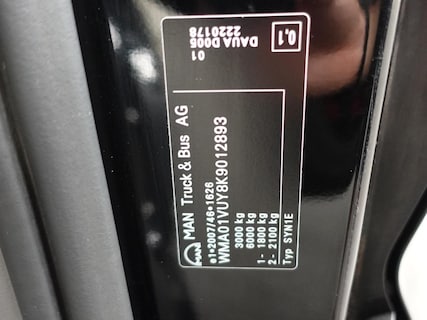 MAN Truck & Bus AG
e1*2007/46*1626
WMA01VUY8K9012893
3000 kg
6000 kg
1 - 1800 kg
2 - 2100 kg
Typ SYN1E
01
DAUA D005
2220178
0,1
MAN